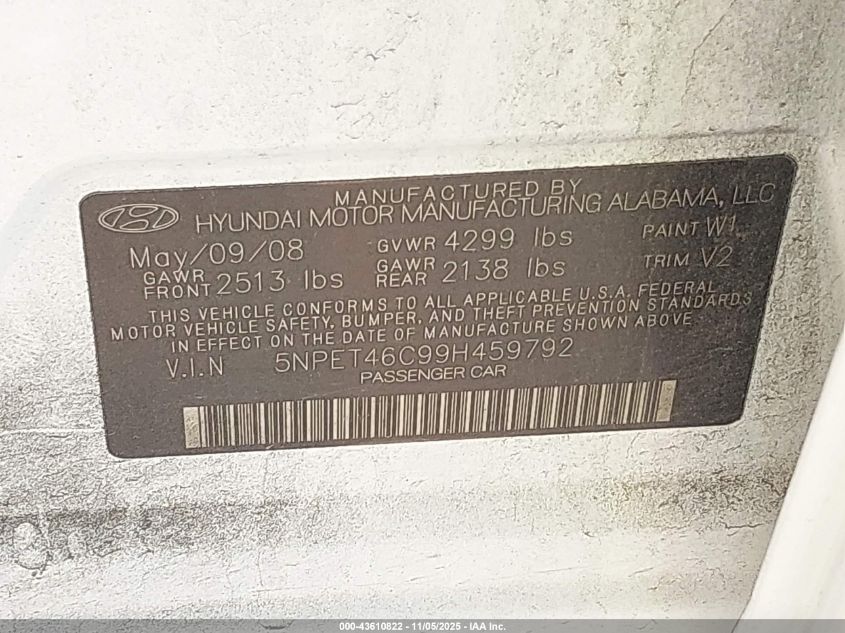 MANUFACTURED BY
HYUNDAI MOTOR MANUFACTURING ALABAMA, LLC
May/09/08 GVWR 4299 lbs PAINT W1
GAWR FRONT 2513 lbs GAWR REAR 2138 lbs TRIM V2
THIS VEHICLE CONFORMS TO ALL APPLICABLE U.S.A. FEDERAL
MOTOR VEHICLE SAFETY, BUMPER, AND THEFT PREVENTION STANDARDS
IN EFFECT ON THE DATE OF MANUFACTURE SHOWN ABOVE
V.I.N 5NPET46C99H459792
PASSENGER CAR
000-43610822 - 11/05/2025 - IAA Inc.